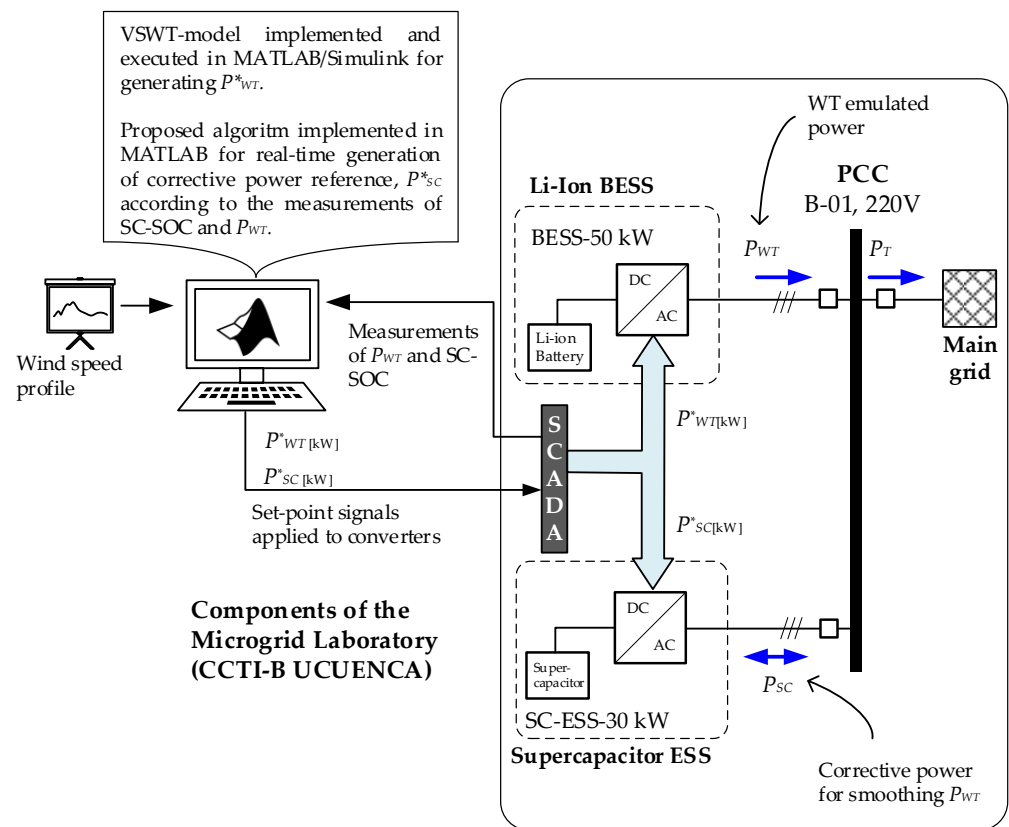 VSWT-model implemented and
executed in MATLAB/Simulink for
generating P*WT.
Proposed algoritm implemented in
MATLAB for real-time generation
of corrective power reference, P*SC
according to the measurements of
SC-SOC and PWT.
Wind speed
profile
Measurements
of PWT and SC-
SOC
P*WT [kW]
P*SC [kW]
Set-point signals
applied to converters
SCADA
Components of the
Microgrid Laboratory
(CCTI-B UCUENCA)
Li-Ion BESS
BESS-50 kW
DC
AC
Li-ion
Battery
P*WT[kW]
P*SC[kW]
DC
AC
Super-
capacitor
SC-ESS-30 kW
Supercapacitor ESS
WT emulated
power
PCC
B-01, 220V
PWT
PT
Main
grid
PSC
Corrective power
for smoothing PWT